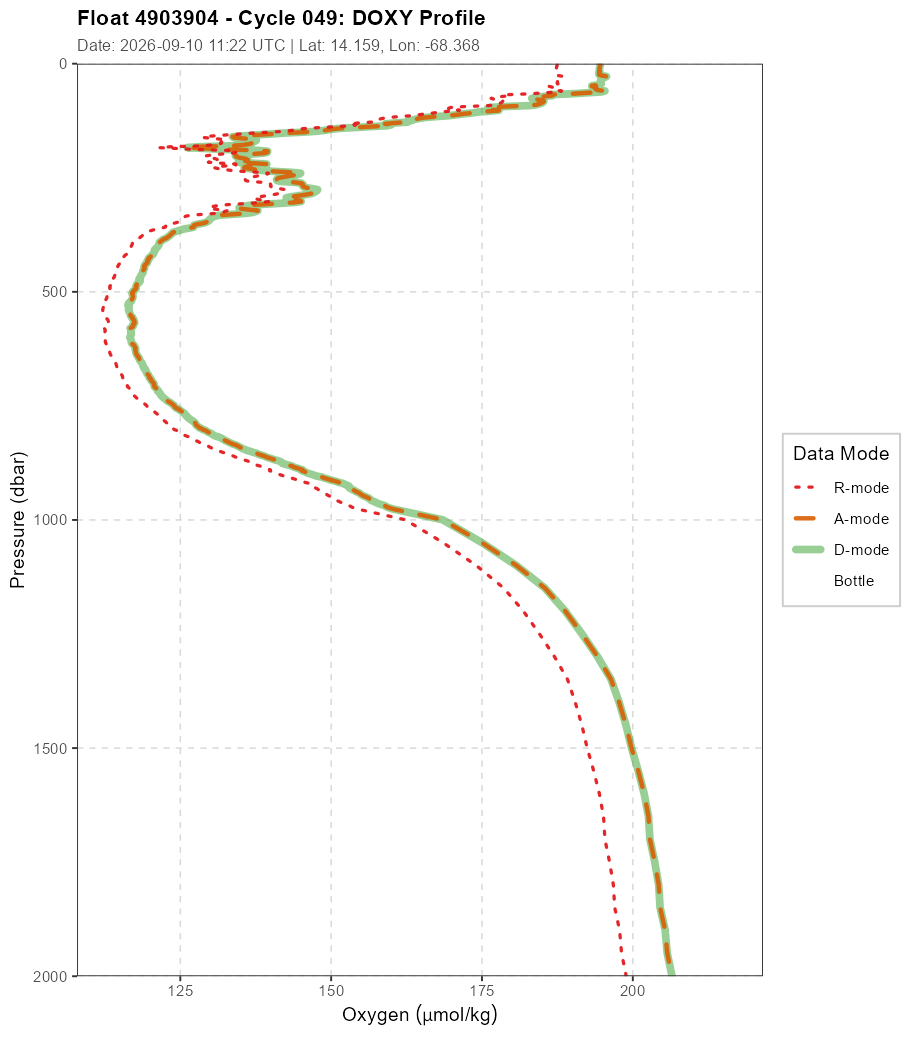 Float 4903904 - Cycle 049: DOXY Profile
Date: 2026-09-10 11:22 UTC | Lat: 14.159, Lon: -68.368
0
500
1000
1500
2000
Pressure (dbar)
125
150
175
200
Oxygen (µmol/kg)
Data Mode
R-mode
A-mode
D-mode
Bottle